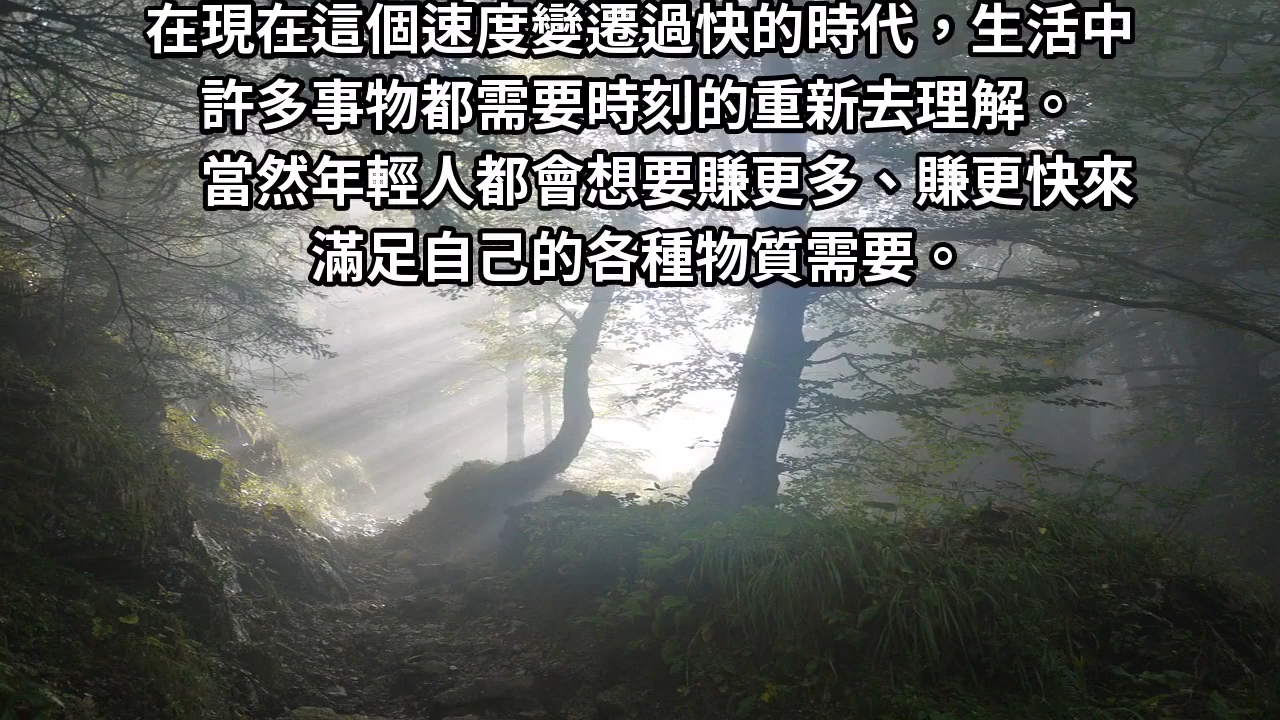 在現在這個速度變遷過快的時代，生活中
許多事物都需要時刻的重新去理解。
當然年輕人都會想要賺更多、賺更快來
滿足自己的各種物質需要。